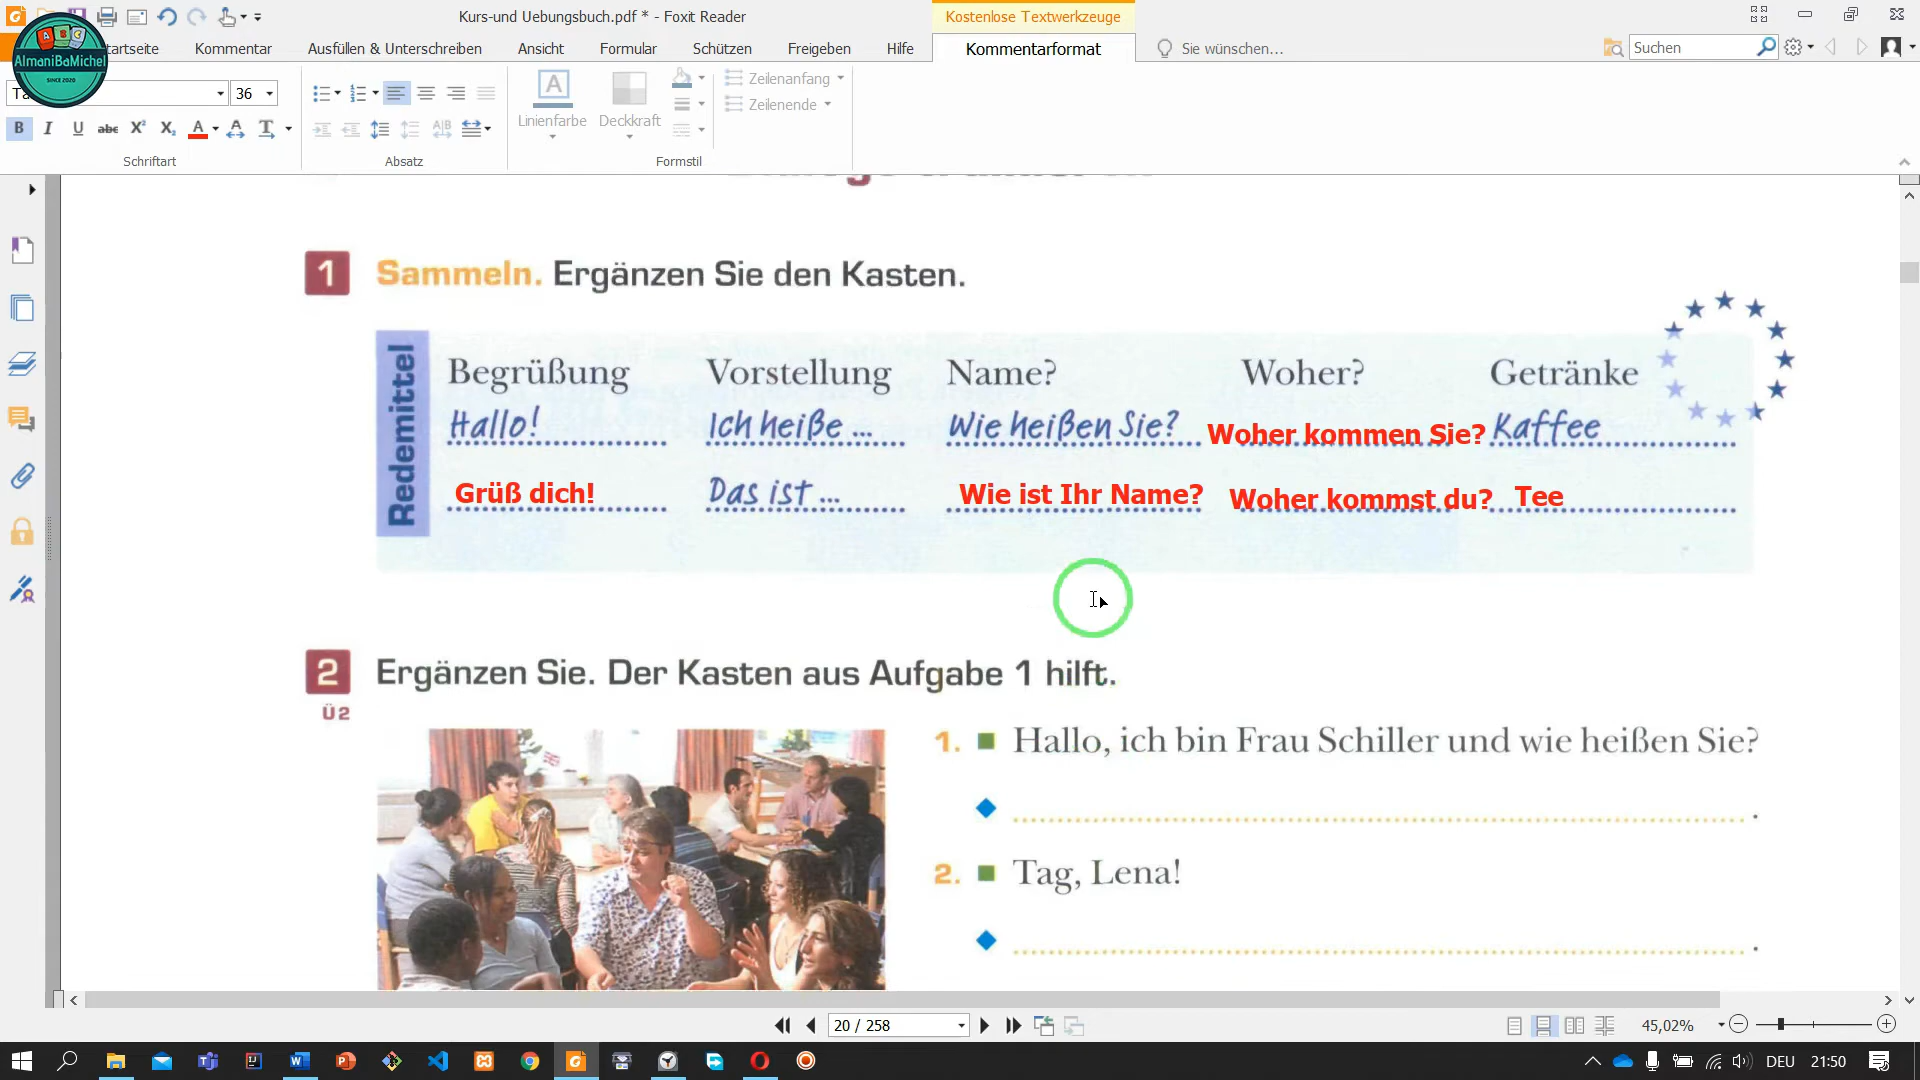 Kurs-und Uebungsbuch.pdf * - Foxit Reader
Kostenlose Textwerkzeuge
A B C
AlmaniBaMichel
SINCE 2020
tartseite
Kommentar
Ausfüllen & Unterschreiben
Ansicht
Formular
Schützen
Freigeben
Hilfe
Kommentarformat
Sie wünschen...
Suchen
36
Linienfarbe
Deckkraft
Zeilenanfang
Zeilenende
Schriftart
Absatz
Formstil
1 Sammeln. Ergänzen Sie den Kasten.
Redemittel
Begrüßung Vorstellung Name? Woher? Getränke
Hallo! Ich heiße ... Wie heißen Sie? Woher kommen Sie? Kaffee
Grüß dich! Das ist ... Wie ist Ihr Name? Woher kommst du? Tee
2 Ergänzen Sie. Der Kasten aus Aufgabe 1 hilft.
Ü2
1. Hallo, ich bin Frau Schiller und wie heißen Sie?
.
2. Tag, Lena!
.
20 / 258
45,02%
DEU
21:50